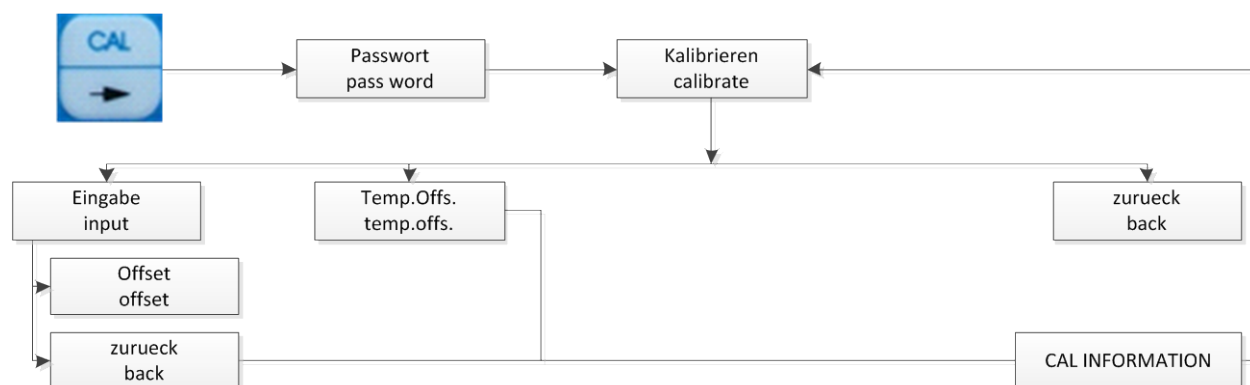 CAL
Passwort
pass word
Kalibrieren
calibrate
Eingabe
input
Temp.Offs.
temp.offs.
zurueck
back
Offset
offset
zurueck
back
CAL INFORMATION